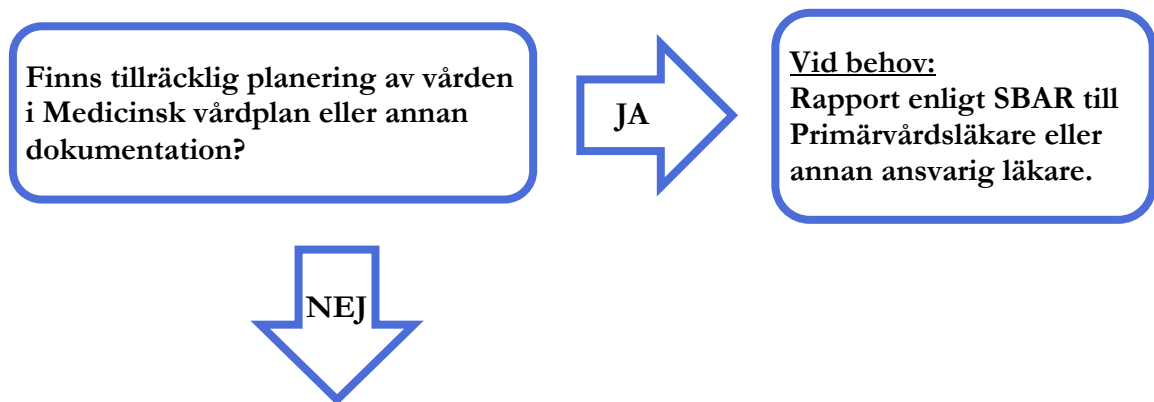 Finns tillräcklig planering av vården
i Medicinsk vårdplan eller annan
dokumentation?
JA
Vid behov:
Rapport enligt SBAR till
Primärvårdsläkare eller
annan ansvarig läkare.
NEJ